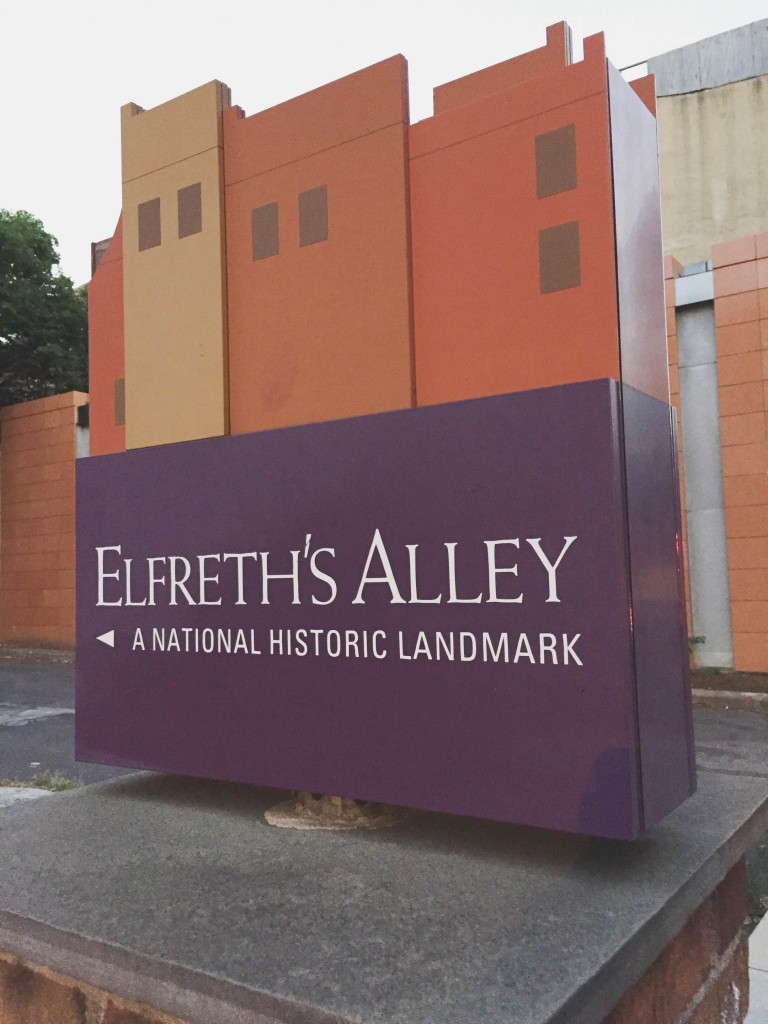 ELFRETH'S ALLEY
◄ A NATIONAL HISTORIC LANDMARK